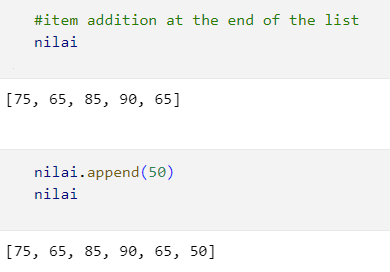 #item addition at the end of the list
nilai
[75, 65, 85, 90, 65]
nilai.append(50)
nilai
[75, 65, 85, 90, 65, 50]